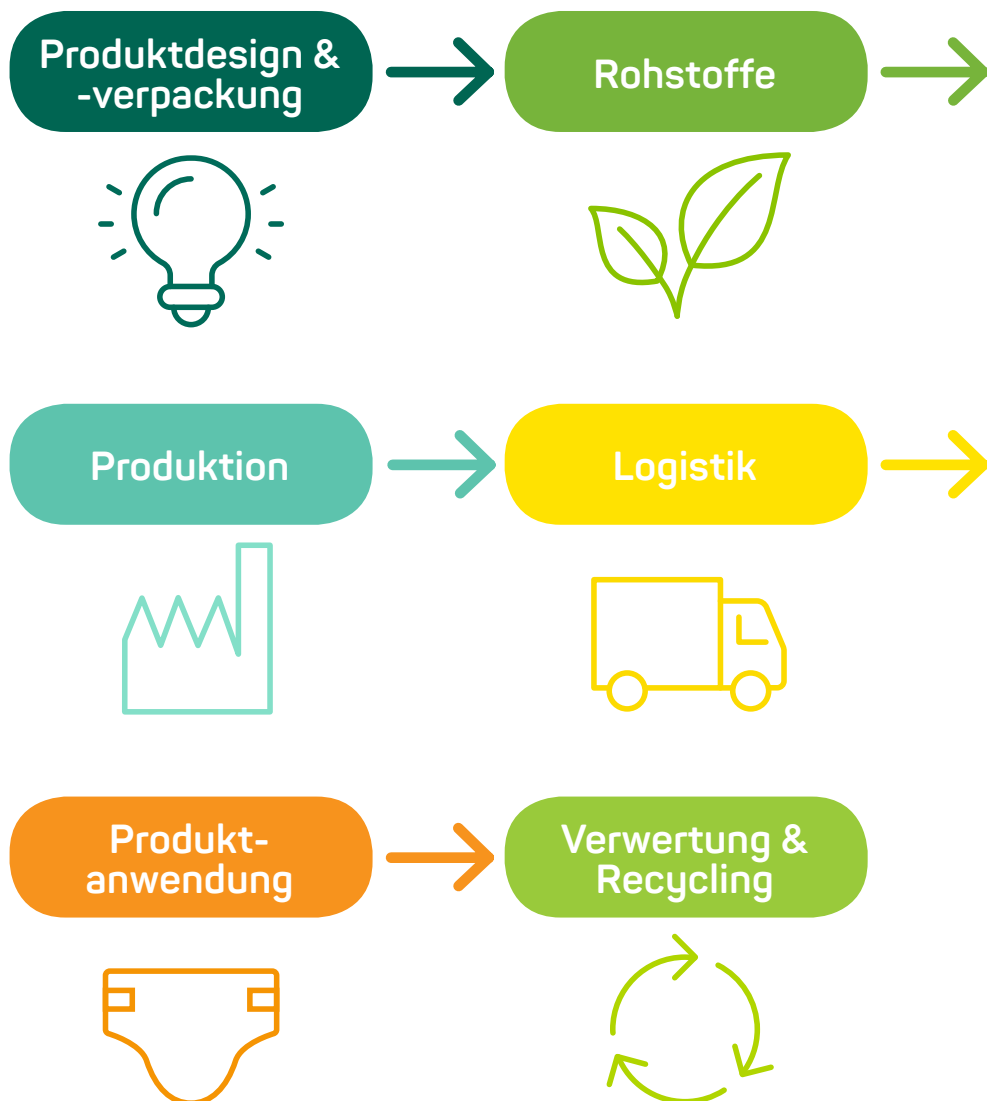 Produktdesign &
-verpackung
Rohstoffe
Produktion
Logistik
Produkt-
anwendung
Verwertung &
Recycling